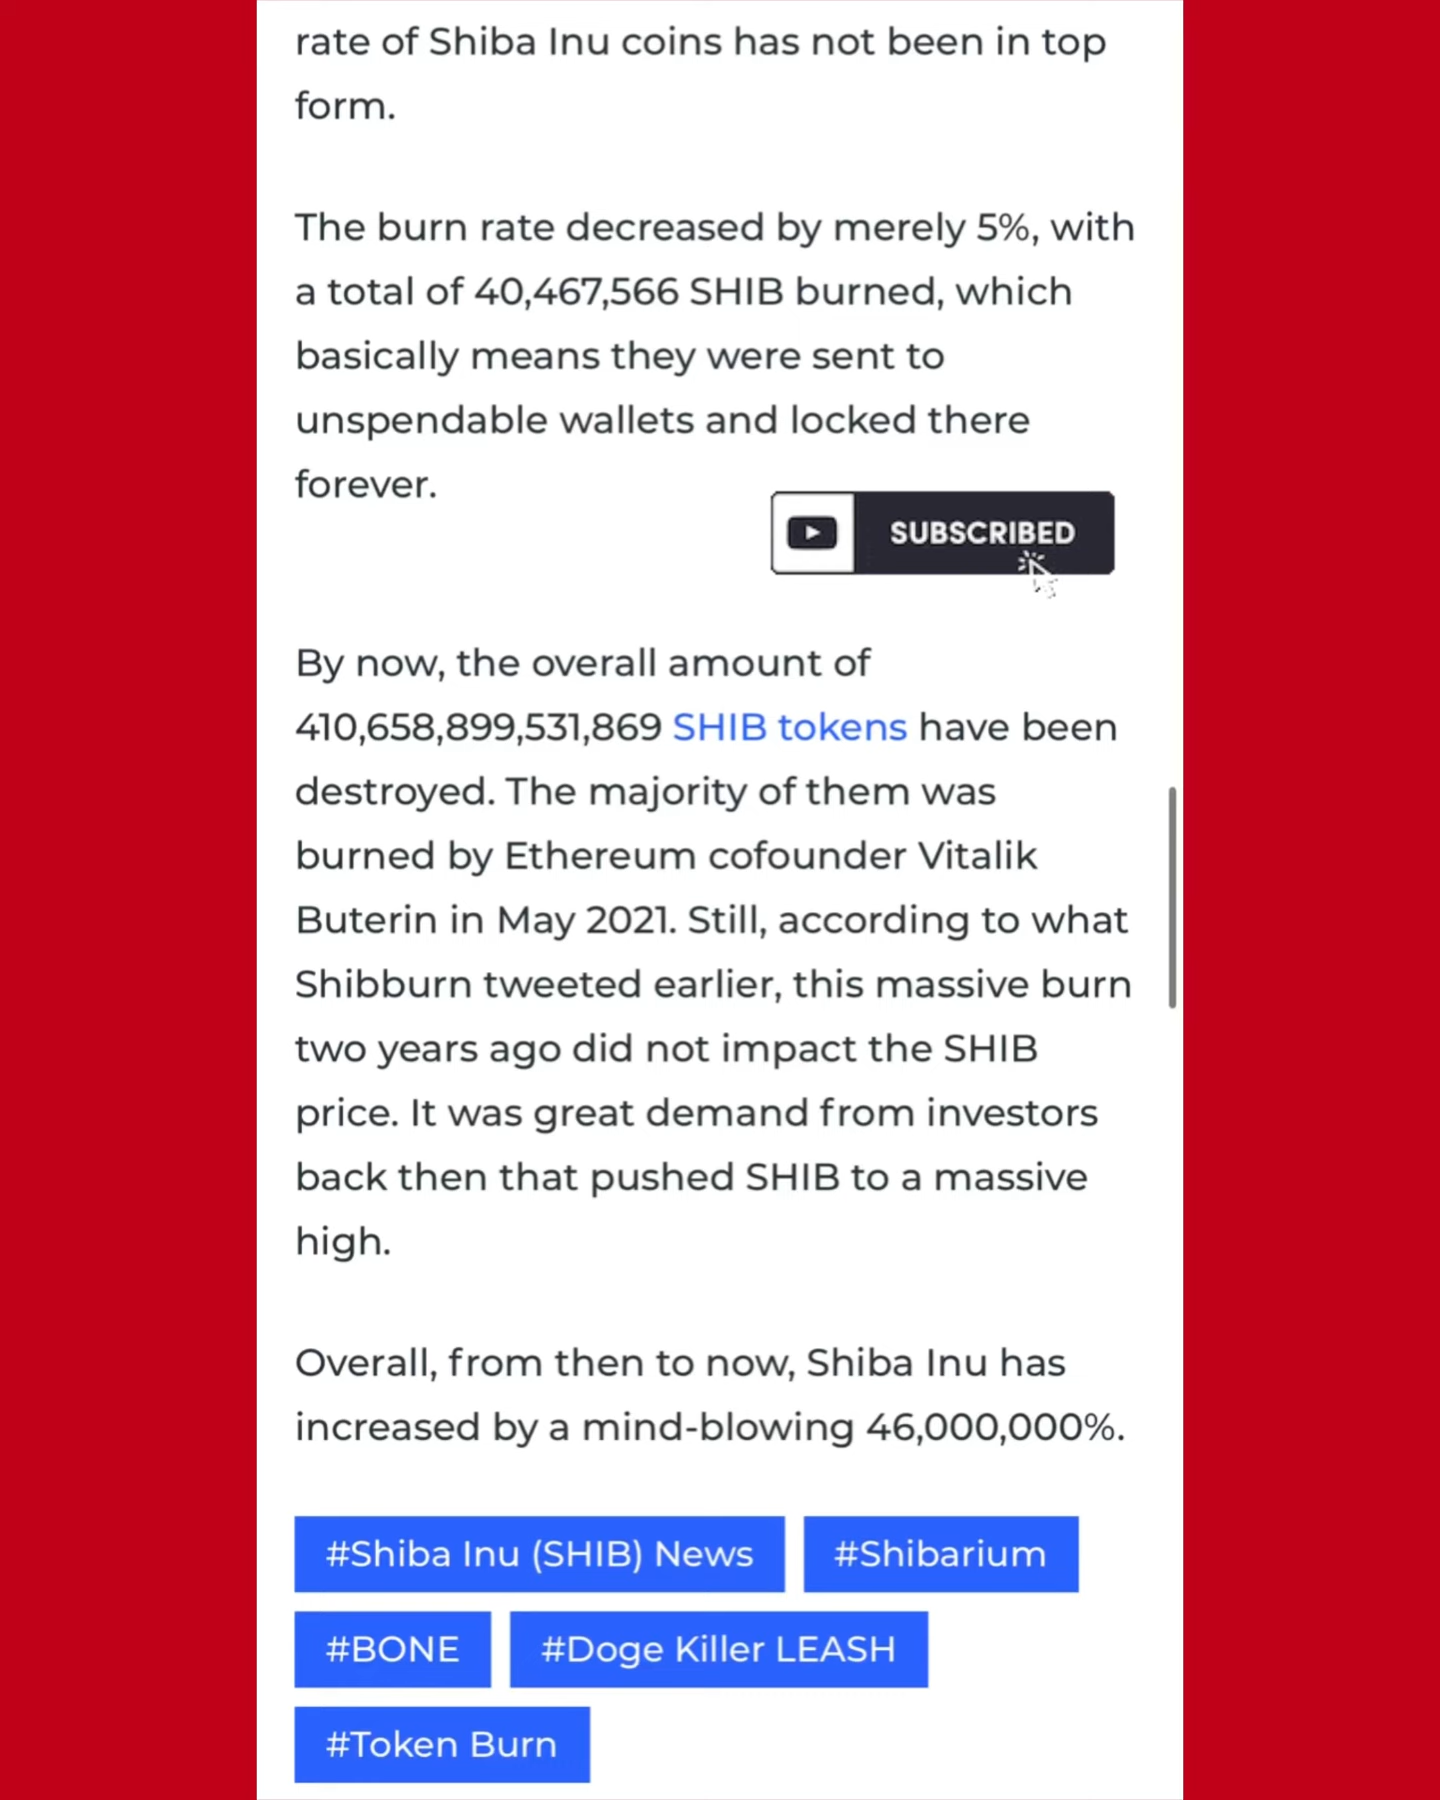 rate of Shiba Inu coins has not been in top
form.
The burn rate decreased by merely 5%, with
a total of 40,467,566 SHIB burned, which
basically means they were sent to
unspendable wallets and locked there
forever.
SUBSCRIBED
By now, the overall amount of
410,658,899,531,869 SHIB tokens have been
destroyed. The majority of them was
burned by Ethereum cofounder Vitalik
Buterin in May 2021. Still, according to what
Shibburn tweeted earlier, this massive burn
two years ago did not impact the SHIB
price. It was great demand from investors
back then that pushed SHIB to a massive
high.
Overall, from then to now, Shiba Inu has
increased by a mind-blowing 46,000,000%.
#Shiba Inu (SHIB) News #Shibarium
#BONE #Doge Killer LEASH
#Token Burn